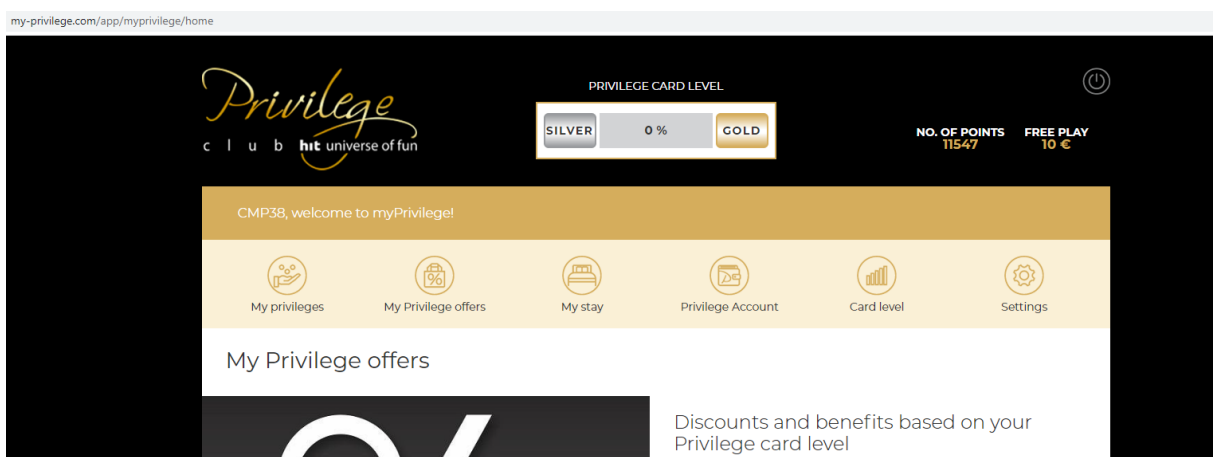 my-privilege.com/app/myprivilege/home
Privilege
club hit universe of fun
PRIVILEGE CARD LEVEL
SILVER 0 % GOLD
NO. OF POINTS FREE PLAY
11547 10 €
CMP38, welcome to myPrivilege!
My privileges My Privilege offers My stay Privilege Account Card level Settings
My Privilege offers
%
Discounts and benefits based on your
Privilege card level